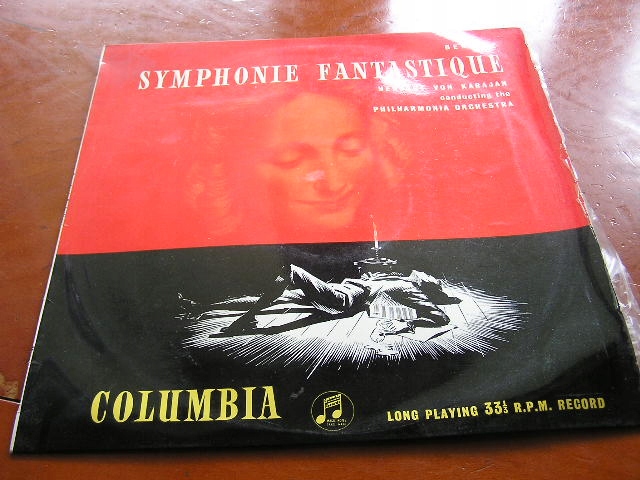 SYMPHONIE FANTASTIQUE
VON KARAJAN
conducting the
PHILHARMONIA ORCHESTRA
COLUMBIA
LONG PLAYING 33⅓ R.P.M. RECORD